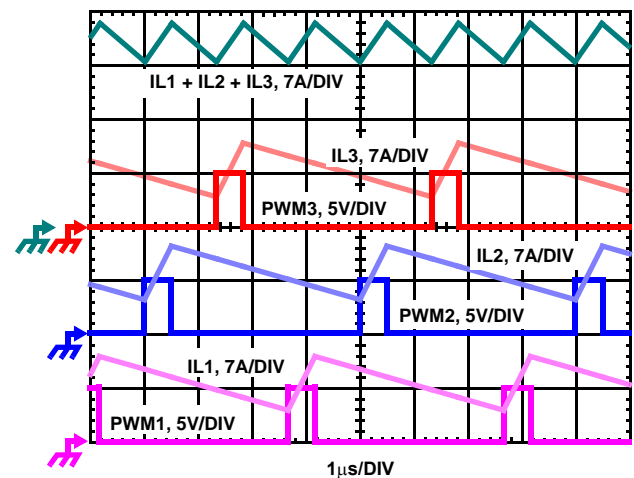 IL1 + IL2 + IL3, 7A/DIV
IL3, 7A/DIV
PWM3, 5V/DIV
IL2, 7A/DIV
PWM2, 5V/DIV
IL1, 7A/DIV
PWM1, 5V/DIV
1μs/DIV